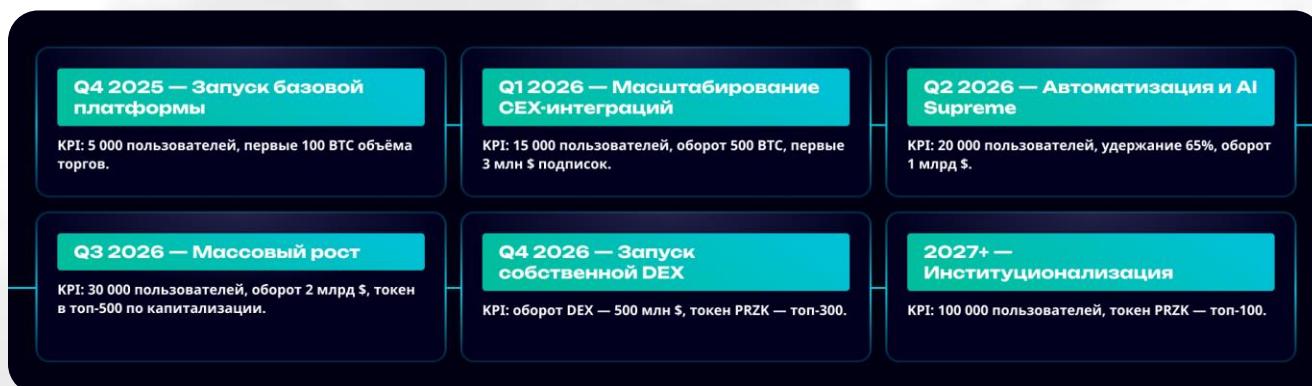 Q4 2025 — Запуск базовой
платформы
KPI: 5 000 пользователей, первые 100 BTC объёма
торгов.
Q1 2026 — Масштабирование
CEX-интеграций
KPI: 15 000 пользователей, оборот 500 BTC, первые
3 млн $ подписок.
Q2 2026 — Автоматизация и AI
Supreme
KPI: 20 000 пользователей, удержание 65%, оборот
1 млрд $.
Q3 2026 — Массовый рост
KPI: 30 000 пользователей, оборот 2 млрд $, токен
в топ-500 по капитализации.
Q4 2026 — Запуск
собственной DEX
KPI: оборот DEX — 500 млн $, токен PRZK — топ-300.
2027+ —
Институционализация
KPI: 100 000 пользователей, токен PRZK — топ-100.